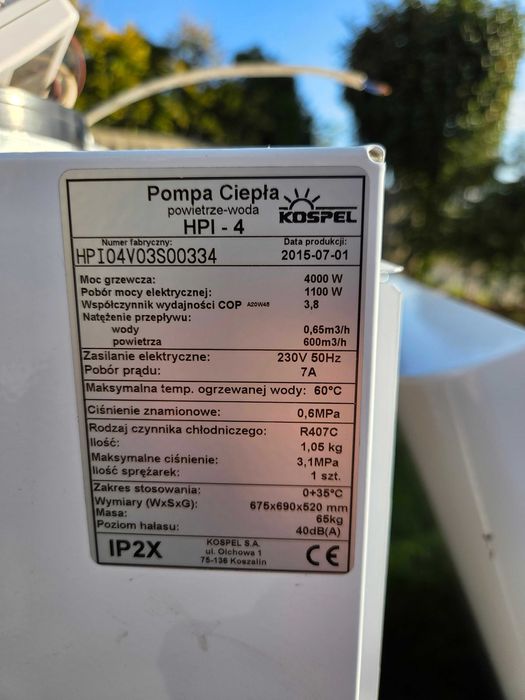 Pompa Ciepła
powietrze-woda
HPI - 4
KOSPEL
Numer fabryczny: Data produkcji:
HPI04V03S00334 2015-07-01
Moc grzewcza: 4000 W
Pobór mocy elektrycznej: 1100 W
Współczynnik wydajności COP A20W45 3,8
Natężenie przepływu:
wody 0,65m3/h
powietrza 600m3/h
Zasilanie elektryczne: 230V 50Hz
Pobór prądu: 7A
Maksymalna temp. ogrzewanej wody: 60°C
Ciśnienie znamionowe: 0,6MPa
Rodzaj czynnika chłodniczego: R407C
Ilość: 1,05 kg
Maksymalne ciśnienie: 3,1MPa
Ilość sprężarek: 1 szt.
Zakres stosowania: 0+35°C
Wymiary (WxSxG): 675x690x520 mm
Masa: 65kg
Poziom hałasu: 40dB(A)
IP2X
KOSPEL S.A.
ul. Olchowa 1
75-136 Koszalin
CE